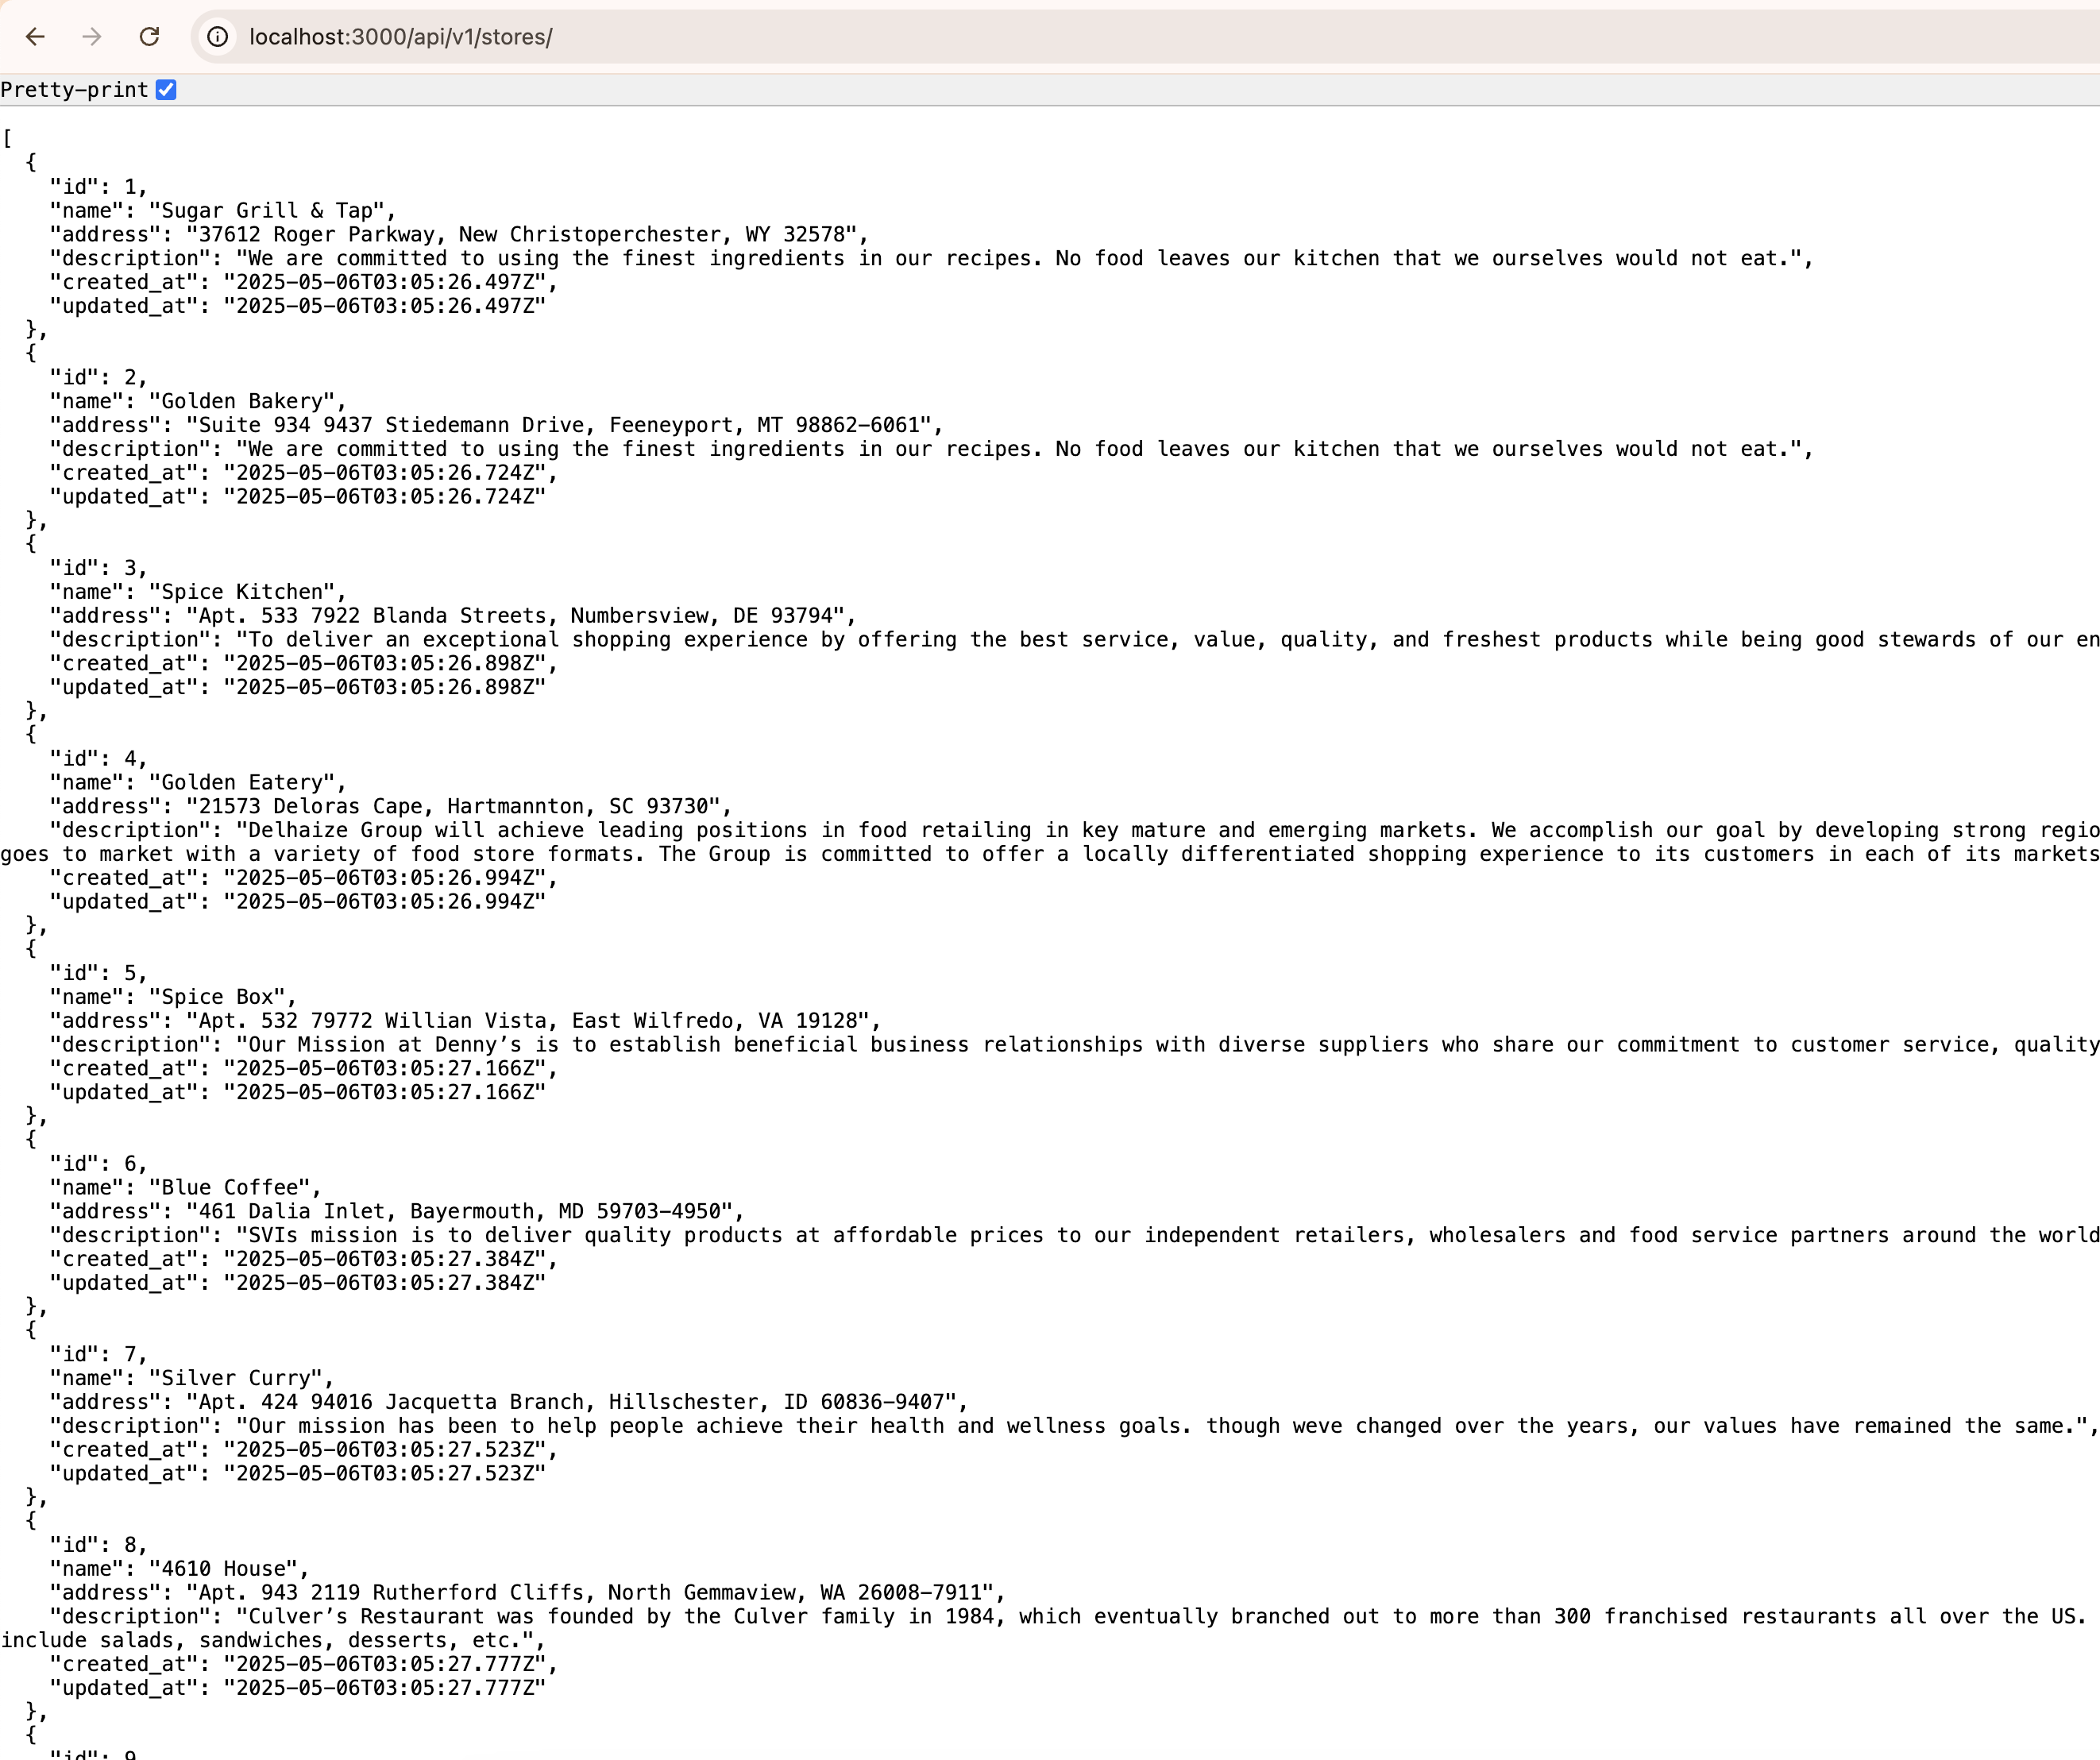 localhost:3000/api/v1/stores/
Pretty-print
[
  {
    "id": 1,
    "name": "Sugar Grill & Tap",
    "address": "37612 Roger Parkway, New Christoperchester, WY 32578",
    "description": "We are committed to using the finest ingredients in our recipes. No food leaves our kitchen that we ourselves would not eat.",
    "created_at": "2025-05-06T03:05:26.497Z",
    "updated_at": "2025-05-06T03:05:26.497Z"
  },
  {
    "id": 2,
    "name": "Golden Bakery",
    "address": "Suite 934 9437 Stiedemann Drive, Feeneyport, MT 98862-6061",
    "description": "We are committed to using the finest ingredients in our recipes. No food leaves our kitchen that we ourselves would not eat.",
    "created_at": "2025-05-06T03:05:26.724Z",
    "updated_at": "2025-05-06T03:05:26.724Z"
  },
  {
    "id": 3,
    "name": "Spice Kitchen",
    "address": "Apt. 533 7922 Blanda Streets, Numbersview, DE 93794",
    "description": "To deliver an exceptional shopping experience by offering the best service, value, quality, and freshest products while being good stewards of our en
    "created_at": "2025-05-06T03:05:26.898Z",
    "updated_at": "2025-05-06T03:05:26.898Z"
  },
  {
    "id": 4,
    "name": "Golden Eatery",
    "address": "21573 Deloras Cape, Hartmannton, SC 93730",
    "description": "Delhaize Group will achieve leading positions in food retailing in key mature and emerging markets. We accomplish our goal by developing strong regio
goes to market with a variety of food store formats. The Group is committed to offer a locally differentiated shopping experience to its customers in each of its markets
    "created_at": "2025-05-06T03:05:26.994Z",
    "updated_at": "2025-05-06T03:05:26.994Z"
  },
  {
    "id": 5,
    "name": "Spice Box",
    "address": "Apt. 532 79772 Willian Vista, East Wilfredo, VA 19128",
    "description": "Our Mission at Denny’s is to establish beneficial business relationships with diverse suppliers who share our commitment to customer service, quality
    "created_at": "2025-05-06T03:05:27.166Z",
    "updated_at": "2025-05-06T03:05:27.166Z"
  },
  {
    "id": 6,
    "name": "Blue Coffee",
    "address": "461 Dalia Inlet, Bayermouth, MD 59703-4950",
    "description": "SVIs mission is to deliver quality products at affordable prices to our independent retailers, wholesalers and food service partners around the world
    "created_at": "2025-05-06T03:05:27.384Z",
    "updated_at": "2025-05-06T03:05:27.384Z"
  },
  {
    "id": 7,
    "name": "Silver Curry",
    "address": "Apt. 424 94016 Jacquetta Branch, Hillschester, ID 60836-9407",
    "description": "Our mission has been to help people achieve their health and wellness goals. though weve changed over the years, our values have remained the same.",
    "created_at": "2025-05-06T03:05:27.523Z",
    "updated_at": "2025-05-06T03:05:27.523Z"
  },
  {
    "id": 8,
    "name": "4610 House",
    "address": "Apt. 943 2119 Rutherford Cliffs, North Gemmaview, WA 26008-7911",
    "description": "Culver’s Restaurant was founded by the Culver family in 1984, which eventually branched out to more than 300 franchised restaurants all over the US.
include salads, sandwiches, desserts, etc.",
    "created_at": "2025-05-06T03:05:27.777Z",
    "updated_at": "2025-05-06T03:05:27.777Z"
  },
  {
    "id": 9